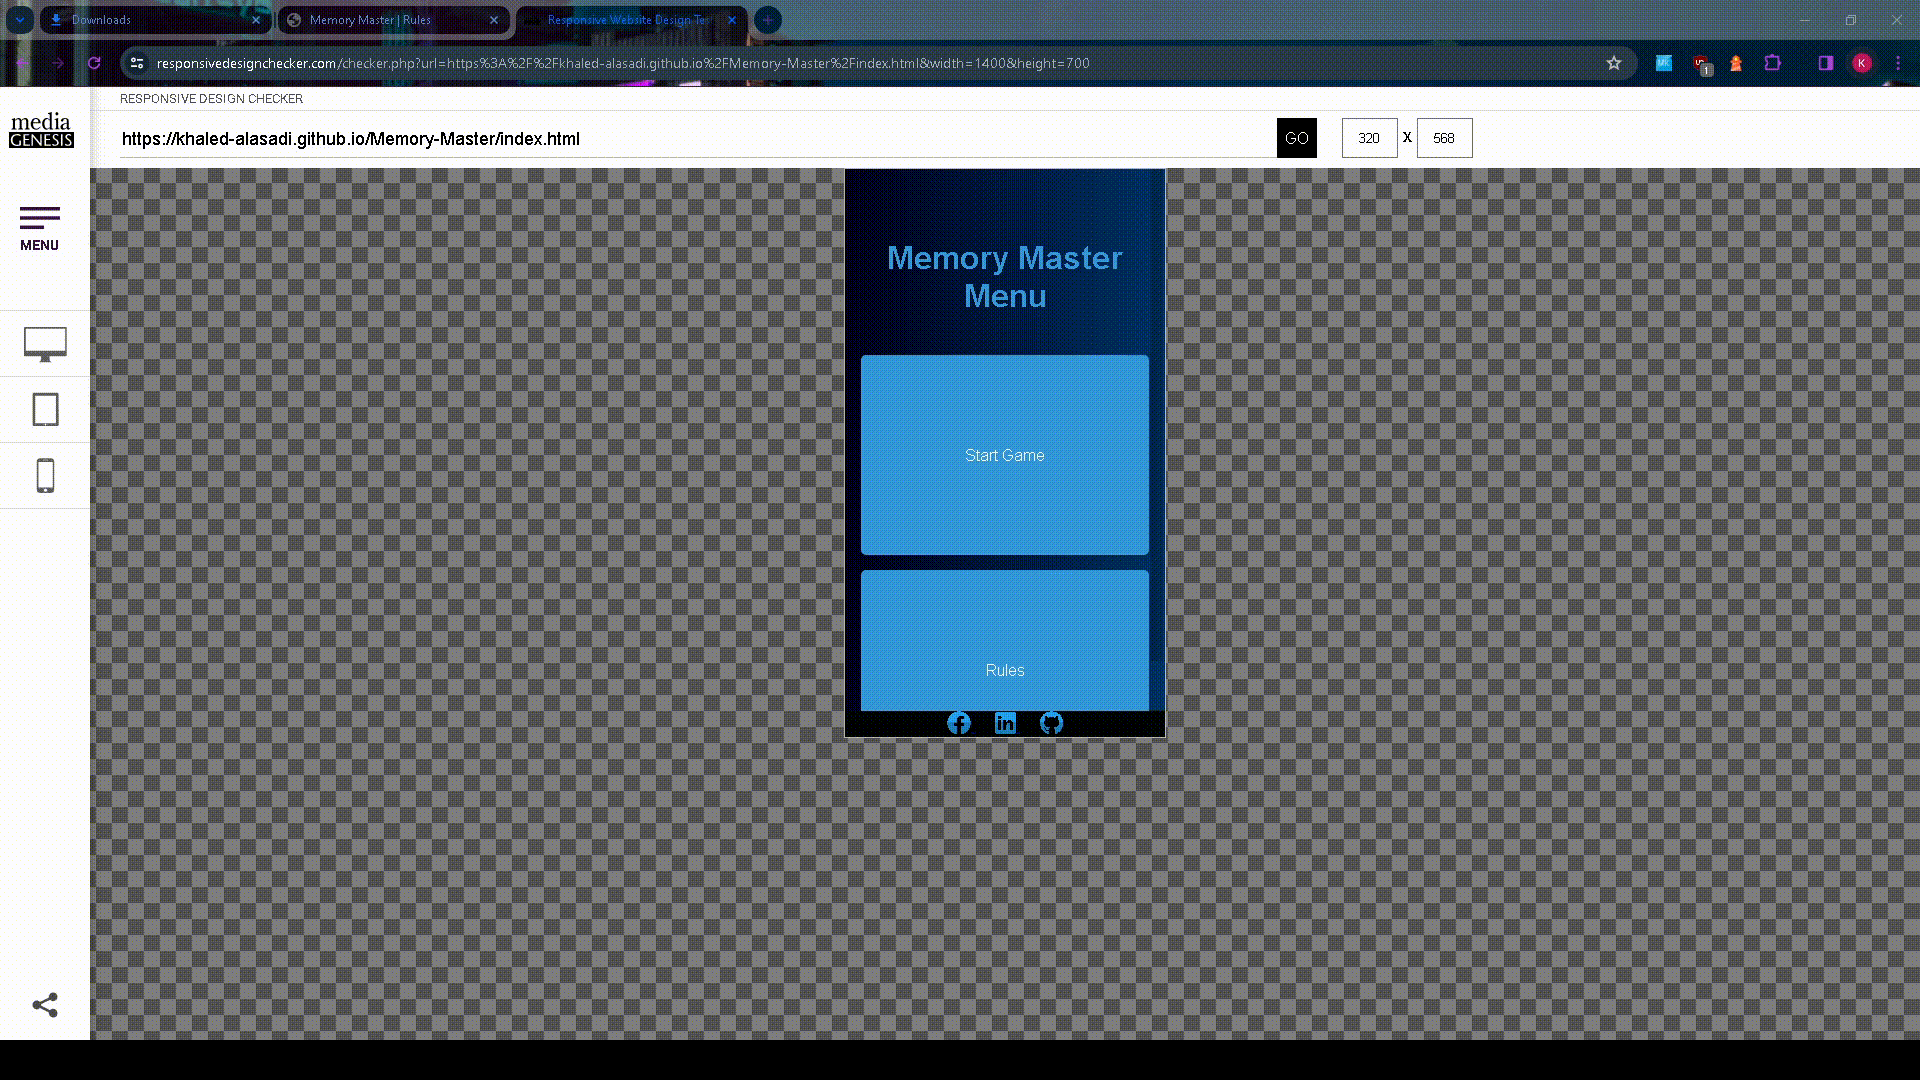 Downloads
Memory Master | Rules
Responsive Website Design Te
responsivedesignchecker.com/checker.php?url=https%3A%2F%2Fkhaled-alasadi.github.io%2FMemory-Master%2Findex.html&width=1400&height=700
1
K
RESPONSIVE DESIGN CHECKER
media
GENESIS
https://khaled-alasadi.github.io/Memory-Master/index.html
GO
320
X
568
MENU
Memory Master
Menu
Start Game
Rules